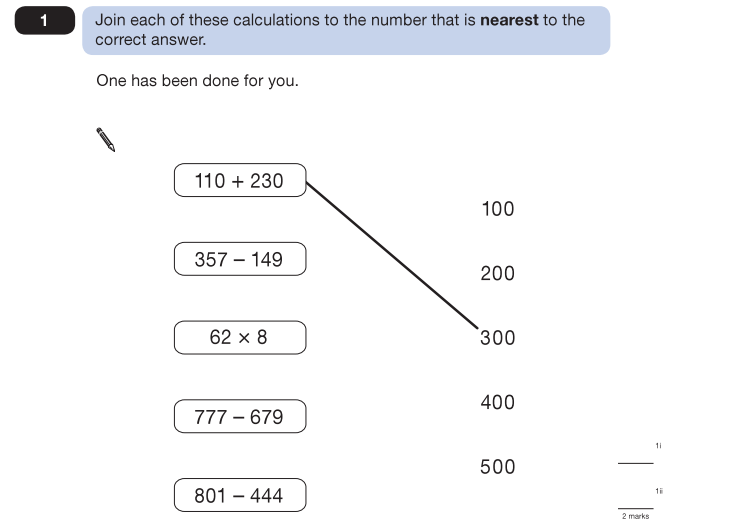 1
Join each of these calculations to the number that is nearest to the
correct answer.
One has been done for you.
110 + 230
357 – 149
62 × 8
777 – 679
801 – 444
100
200
300
400
500
1i
1ii
2 marks